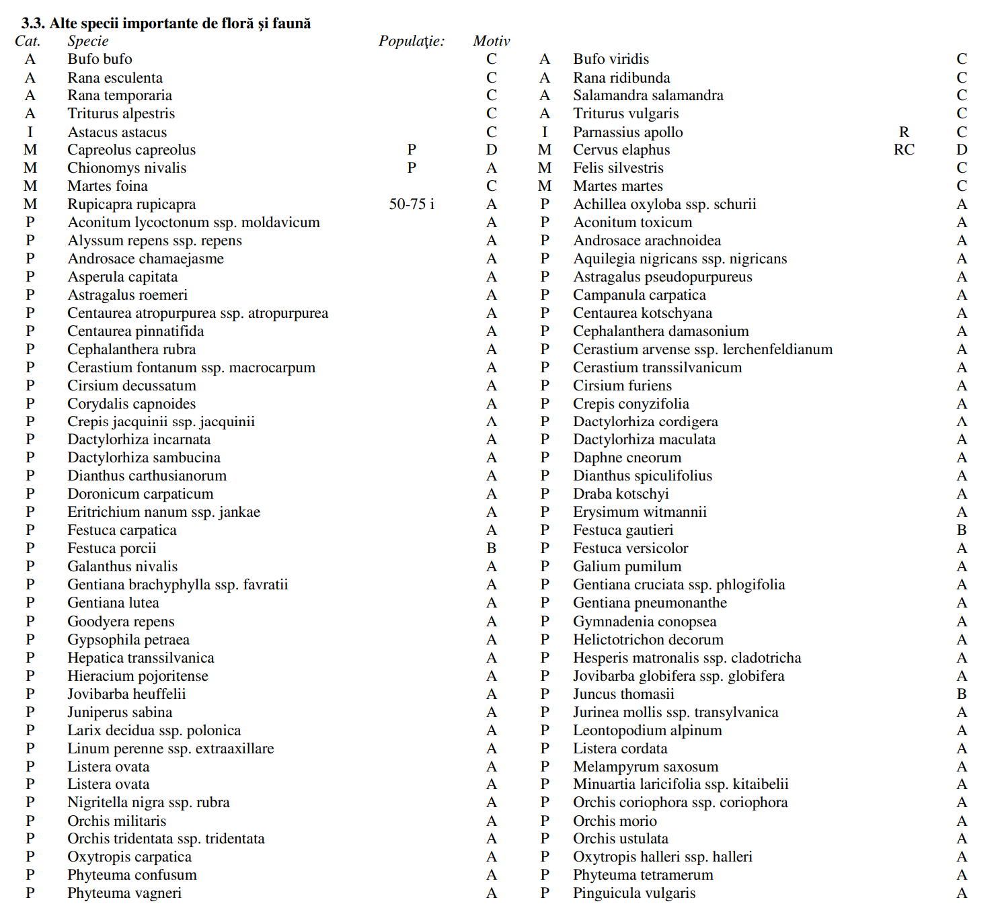 3.3. Alte specii importante de floră şi faună
Cat. Specie Populaţie: Motiv
A Bufo bufo C A Bufo viridis C
A Rana esculenta C A Rana ridibunda C
A Rana temporaria C A Salamandra salamandra C
A Triturus alpestris C A Triturus vulgaris C
I Astacus astacus C I Parnassius apollo R C
M Capreolus capreolus P D M Cervus elaphus RC D
M Chionomys nivalis P A M Felis silvestris C
M Martes foina C M Martes martes C
M Rupicapra rupicapra 50-75 i A P Achillea oxyloba ssp. schurii A
P Aconitum lycoctonum ssp. moldavicum A P Aconitum toxicum A
P Alyssum repens ssp. repens A P Androsace arachnoidea A
P Androsace chamaejasme A P Aquilegia nigricans ssp. nigricans A
P Asperula capitata A P Astragalus pseudopurpureus A
P Astragalus roemeri A P Campanula carpatica A
P Centaurea atropurpurea ssp. atropurpurea A P Centaurea kotschyana A
P Centaurea pinnatifida A P Cephalanthera damasonium A
P Cephalanthera rubra A P Cerastium arvense ssp. lerchenfeldianum A
P Cerastium fontanum ssp. macrocarpum A P Cerastium transsilvanicum A
P Cirsium decussatum A P Cirsium furiens A
P Corydalis capnoides A P Crepis conyzifolia A
P Crepis jacquinii ssp. jacquinii A P Dactylorhiza cordigera A
P Dactylorhiza incarnata A P Dactylorhiza maculata A
P Dactylorhiza sambucina A P Daphne cneorum A
P Dianthus carthusianorum A P Dianthus spiculifolius A
P Doronicum carpaticum A P Draba kotschyi A
P Eritrichium nanum ssp. jankae A P Erysimum witmannii A
P Festuca carpatica A P Festuca gautieri B
P Festuca porcii B P Festuca versicolor A
P Galanthus nivalis A P Galium pumilum A
P Gentiana brachyphylla ssp. favratii A P Gentiana cruciata ssp. phlogifolia A
P Gentiana lutea A P Gentiana pneumonanthe A
P Goodyera repens A P Gymnadenia conopsea A
P Gypsophila petraea A P Helictotrichon decorum A
P Hepatica transsilvanica A P Hesperis matronalis ssp. cladotricha A
P Hieracium pojoritense A P Jovibarba globifera ssp. globifera A
P Jovibarba heuffelii A P Juncus thomasii B
P Juniperus sabina A P Jurinea mollis ssp. transylvanica A
P Larix decidua ssp. polonica A P Leontopodium alpinum A
P Linum perenne ssp. extraaxillare A P Listera cordata A
P Listera ovata A P Melampyrum saxosum A
P Listera ovata A P Minuartia laricifolia ssp. kitaibelii A
P Nigritella nigra ssp. rubra A P Orchis coriophora ssp. coriophora A
P Orchis militaris A P Orchis morio A
P Orchis tridentata ssp. tridentata A P Orchis ustulata A
P Oxytropis carpatica A P Oxytropis halleri ssp. halleri A
P Phyteuma confusum A P Phyteuma tetramerum A
P Phyteuma vagneri A P Pinguicula vulgaris A